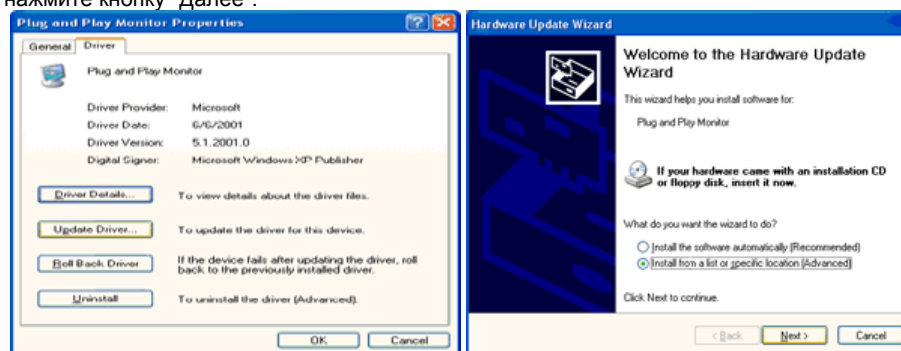 нажмите кнопку "Далее".
Plug and Play Monitor Properties
General Driver
Plug and Play Monitor
Driver Provider: Microsoft
Driver Date: 6/6/2001
Driver Version: 5.1.2001.0
Digital Signer: Microsoft Windows XP Publisher
Driver Details... To view details about the driver files.
Update Driver... To update the driver for this device.
Roll Back Driver If the device fails after updating the driver, roll
back to the previously installed driver.
Uninstall To uninstall the driver (Advanced).
OK Cancel
Hardware Update Wizard
Welcome to the Hardware Update
Wizard
This wizard helps you install software for:
Plug and Play Monitor
If your hardware came with an installation CD
or floppy disk, insert it now.
What do you want the wizard to do?
Install the software automatically (Recommended)
Install from a list or specific location (Advanced)
Click Next to continue.
< Back Next > Cancel